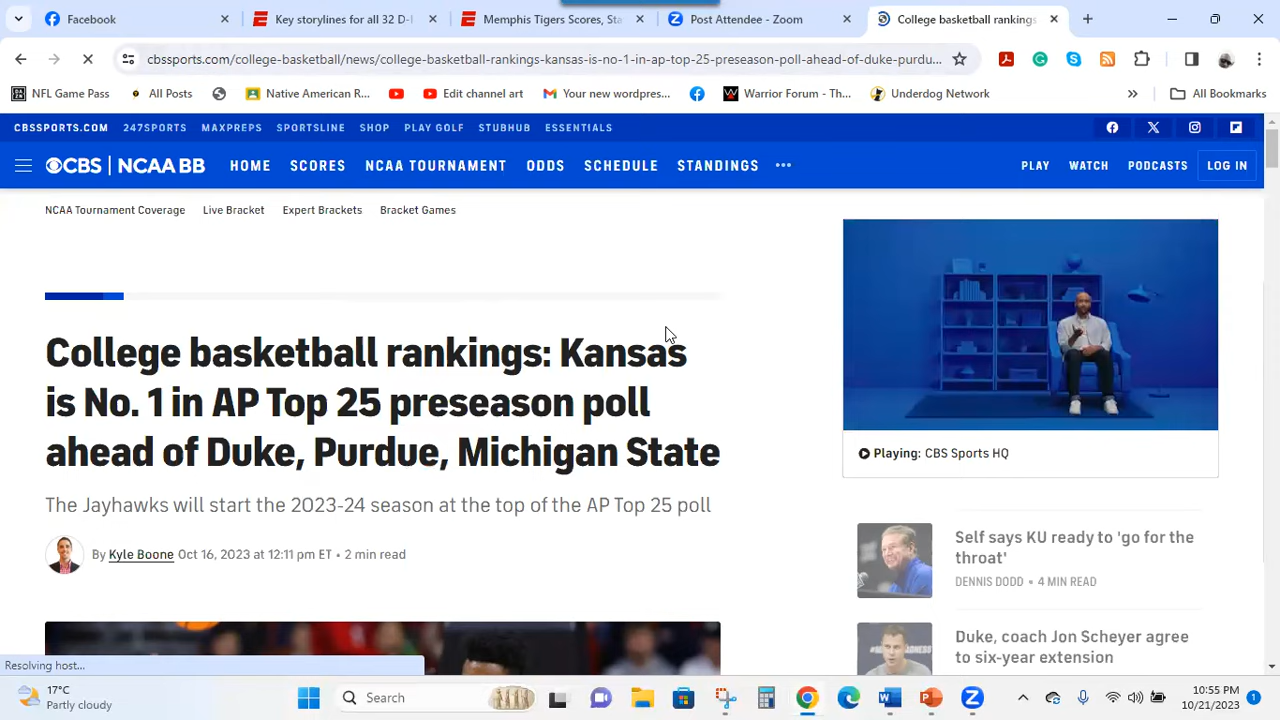 Facebook
Key storylines for all 32 D-I
Memphis Tigers Scores, Sta
Post Attendee - Zoom
College basketball rankings
cbssports.com/college-basketball/news/college-basketball-rankings-kansas-is-no-1-in-ap-top-25-preseason-poll-ahead-of-duke-purdu...
NFL Game Pass
All Posts
Native American R...
Edit channel art
Your new wordpres...
Warrior Forum - Th...
Underdog Network
All Bookmarks
CBSSPORTS.COM 247SPORTS MAXPREPS SPORTSLINE SHOP PLAY GOLF STUBHUB ESSENTIALS
CBS NCAA BB HOME SCORES NCAA TOURNAMENT ODDS SCHEDULE STANDINGS ••• PLAY WATCH PODCASTS LOG IN
NCAA Tournament Coverage Live Bracket Expert Brackets Bracket Games
College basketball rankings: Kansas
is No. 1 in AP Top 25 preseason poll
ahead of Duke, Purdue, Michigan State
The Jayhawks will start the 2023-24 season at the top of the AP Top 25 poll
By Kyle Boone Oct 16, 2023 at 12:11 pm ET • 2 min read
Playing: CBS Sports HQ
Self says KU ready to 'go for the
throat'
DENNIS DODD • 4 MIN READ
Duke, coach Jon Scheyer agree
to six-year extension
Resolving host...
17°C
Partly cloudy
Search
10:55 PM
10/21/2023
1